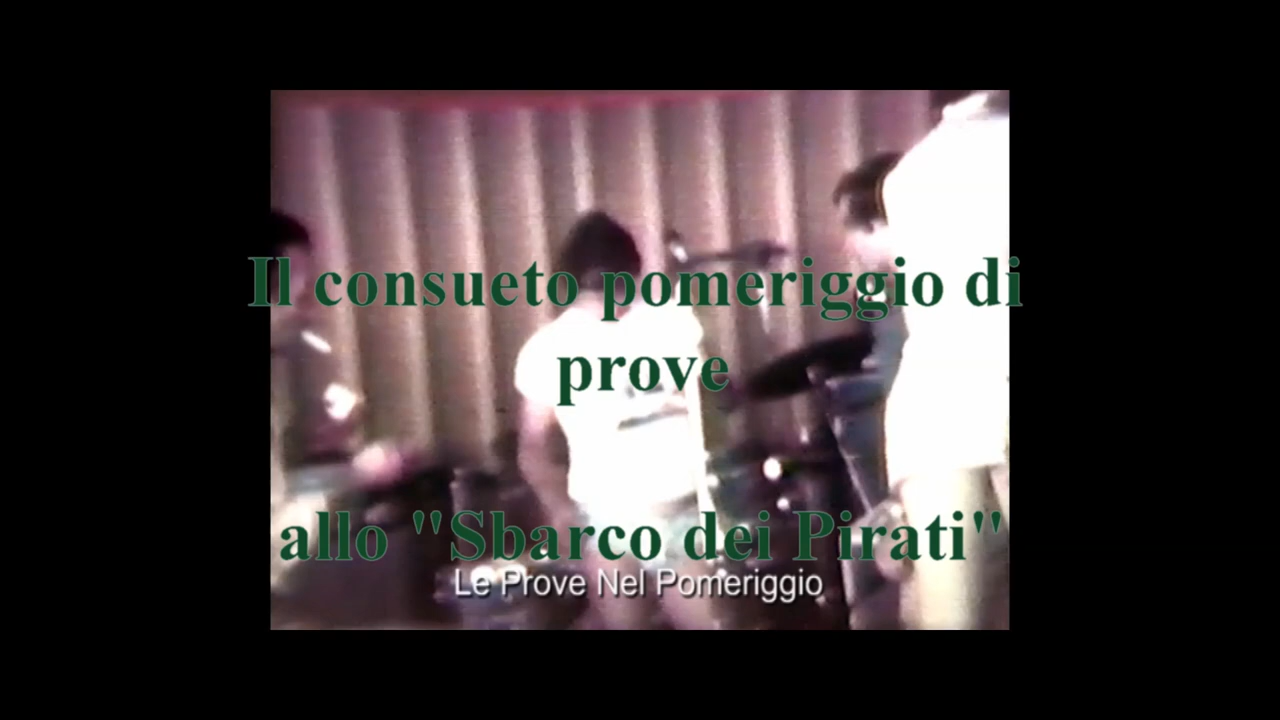 Il consueto pomeriggio di
prove
allo "Sbarco dei Pirati"
Le Prove Nel Pomeriggio